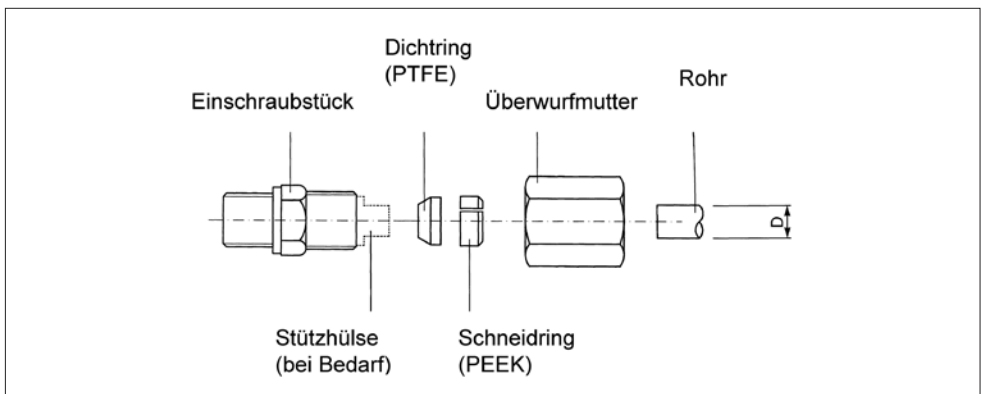 Dichtring
(PTFE)
Rohr
Einschraubstück
Überwurfmutter
D
Stützhülse
(bei Bedarf)
Schneidring
(PEEK)